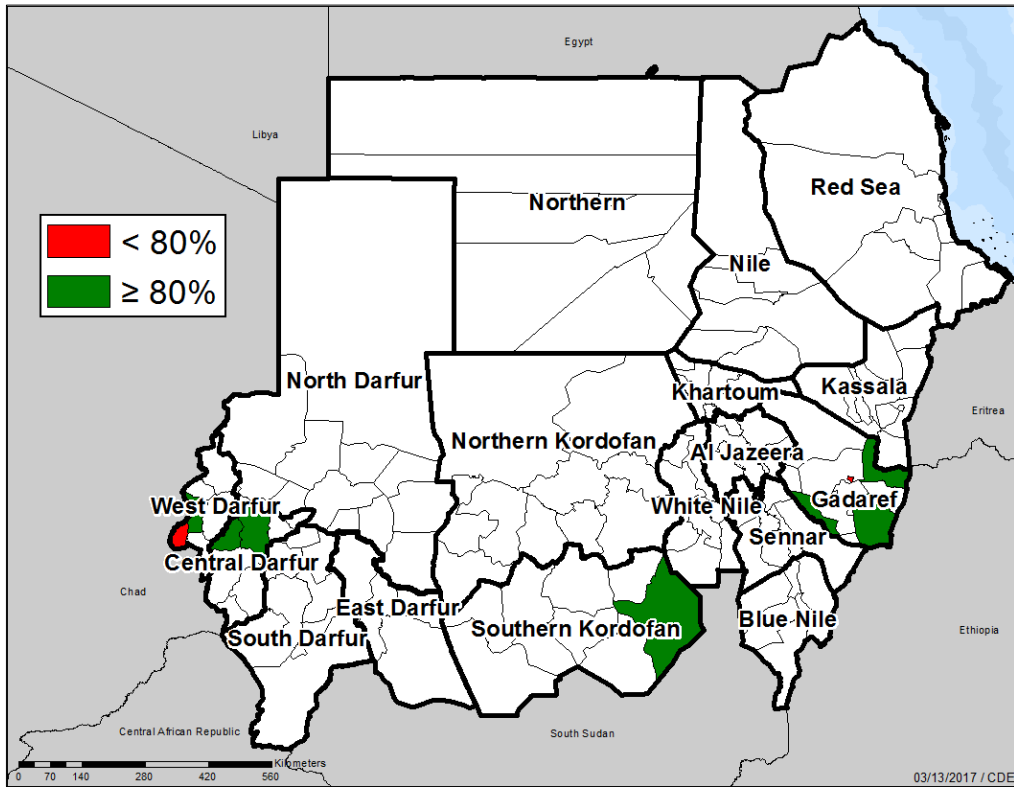 Egypt
Libya
Red Sea
Northern
< 80%
≥ 80%
Nile
North Darfur
Khartoum
Kassala
Eritrea
Northern Kordofan
Al Jazeera
West Darfur
White Nile
Gadaref
Sennar
Central Darfur
Chad
East Darfur
Blue Nile
South Darfur
Southern Kordofan
Ethiopia
Central African Republic
South Sudan
Kilometers
0 70 140 280 420 560
03/13/2017 / CDE